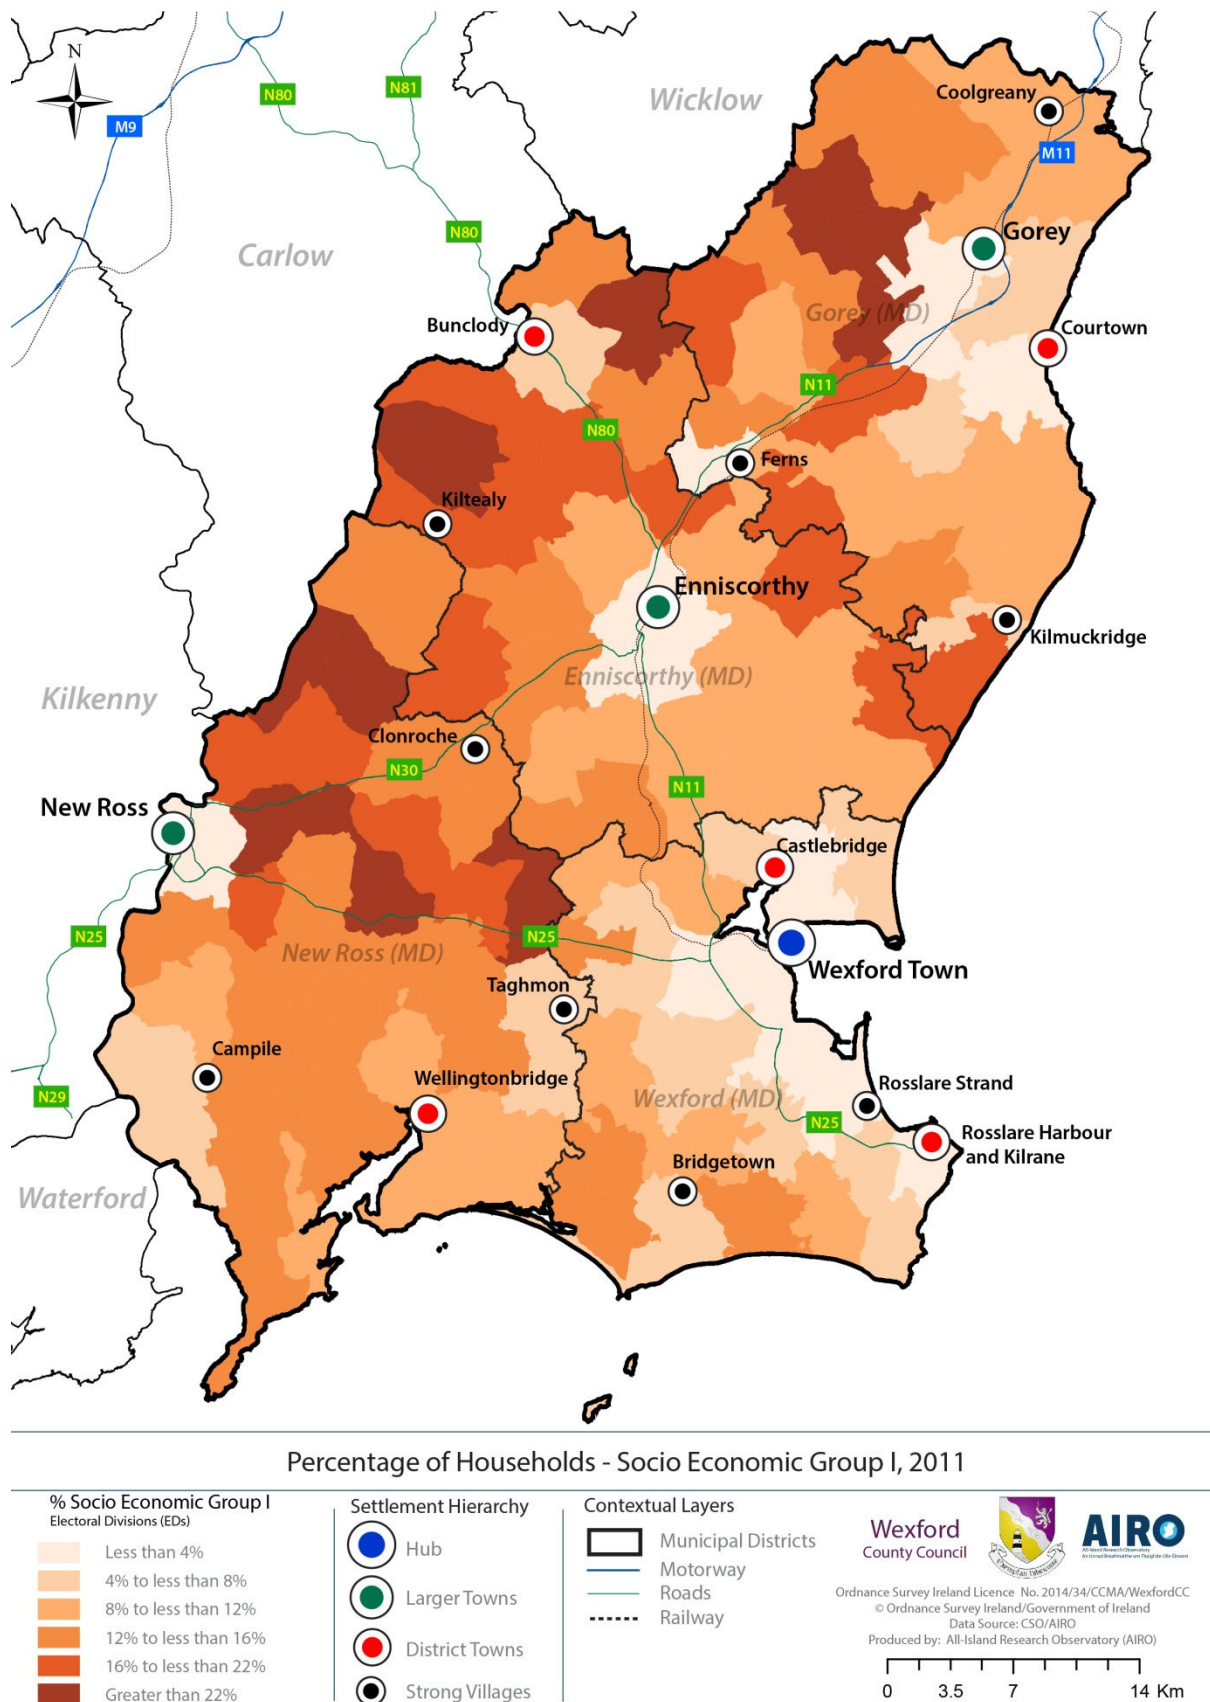 N
N80
N81
M9
Wicklow
Coolgreany
M11
N80
Carlow
Gorey
Bunclody
Gorey (MD)
Courtown
N11
N80
Ferns
Kiltealy
Enniscorthy
Kilmuckridge
Enniscorthy (MD)
Kilkenny
Clonroche
N30
N11
New Ross
Castlebridge
N25
N25
New Ross (MD)
Wexford Town
Taghmon
Campile
Wellingtonbridge
Rosslare Strand
N29
Wexford (MD)
N25
Rosslare Harbour
and Kilrane
Bridgetown
Waterford
Percentage of Households - Socio Economic Group I, 2011
% Socio Economic Group I
Electoral Divisions (EDs)
Less than 4%
4% to less than 8%
8% to less than 12%
12% to less than 16%
16% to less than 22%
Greater than 22%
Settlement Hierarchy
Hub
Larger Towns
District Towns
Strong Villages
Contextual Layers
Municipal Districts
Motorway
Roads
Railway
Wexford
County Council
AIRO
Ordnance Survey Ireland Licence No. 2014/34/CCMA/WexfordCC
© Ordnance Survey Ireland/Government of Ireland
Data Source: CSO/AIRO
Produced by: All-Island Research Observatory (AIRO)
0 3.5 7 14 Km